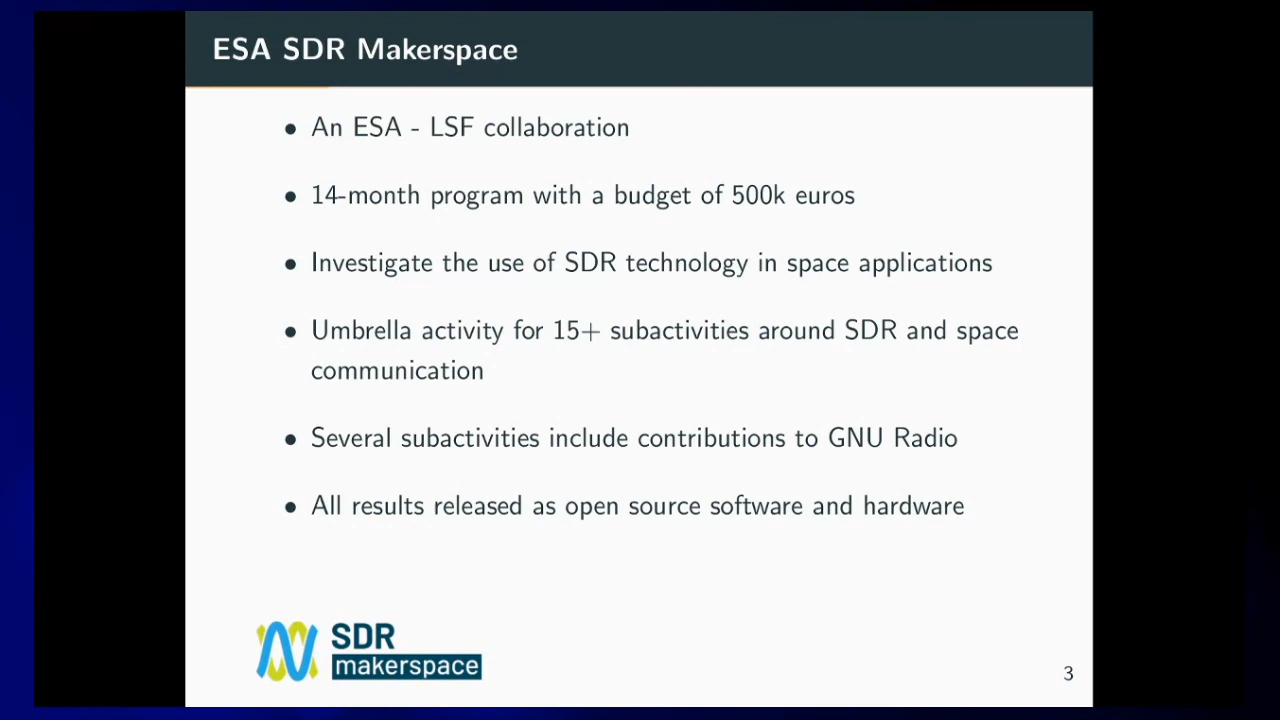 ESA SDR Makerspace
• An ESA - LSF collaboration
• 14-month program with a budget of 500k euros
• Investigate the use of SDR technology in space applications
• Umbrella activity for 15+ subactivities around SDR and space
communication
• Several subactivities include contributions to GNU Radio
• All results released as open source software and hardware
SDR
makerspace
3